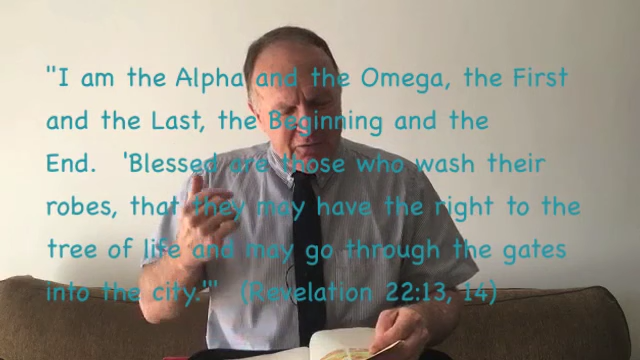 "I am the Alpha and the Omega, the First
and the Last, the Beginning and the
End.  'Blessed are those who wash their
robes, that they may have the right to the
tree of life and may go through the gates
into the city.'"  (Revelation 22:13, 14)